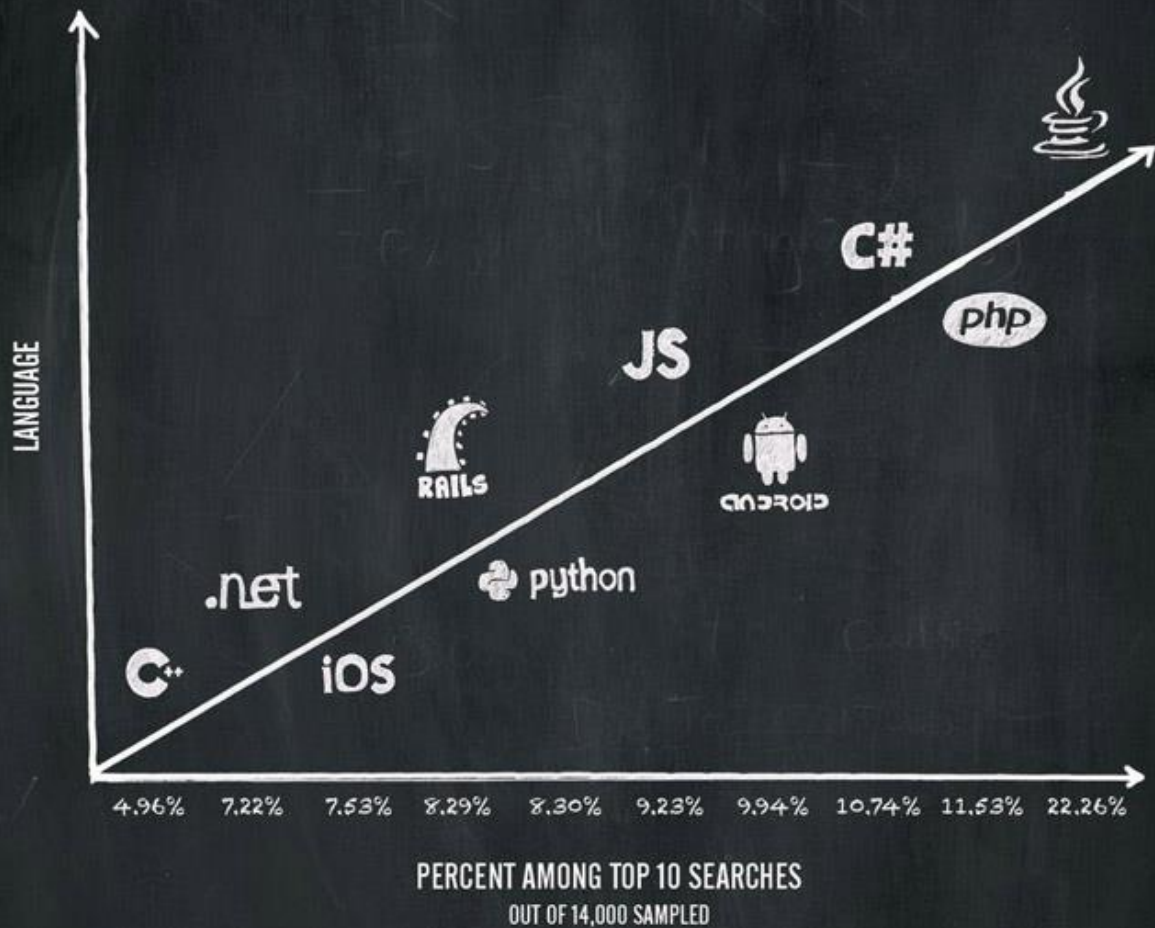 C#
php
JS
LANGUAGE
RAILS
ANDROID
.net
python
C++
iOS
4.96% 7.22% 7.53% 8.29% 8.30% 9.23% 9.94% 10.74% 11.53% 22.26%
PERCENT AMONG TOP 10 SEARCHES
OUT OF 14,000 SAMPLED